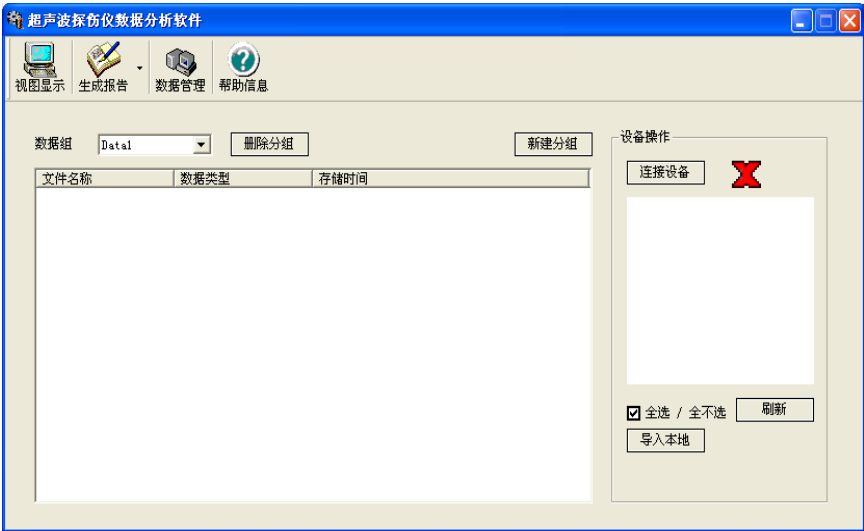 超声波探伤仪数据分析软件
视图显示 生成报告 数据管理 帮助信息
数据组 Data1 删除分组 新建分组 设备操作
文件名称 数据类型 存储时间 连接设备
全选 / 全不选 刷新
导入本地